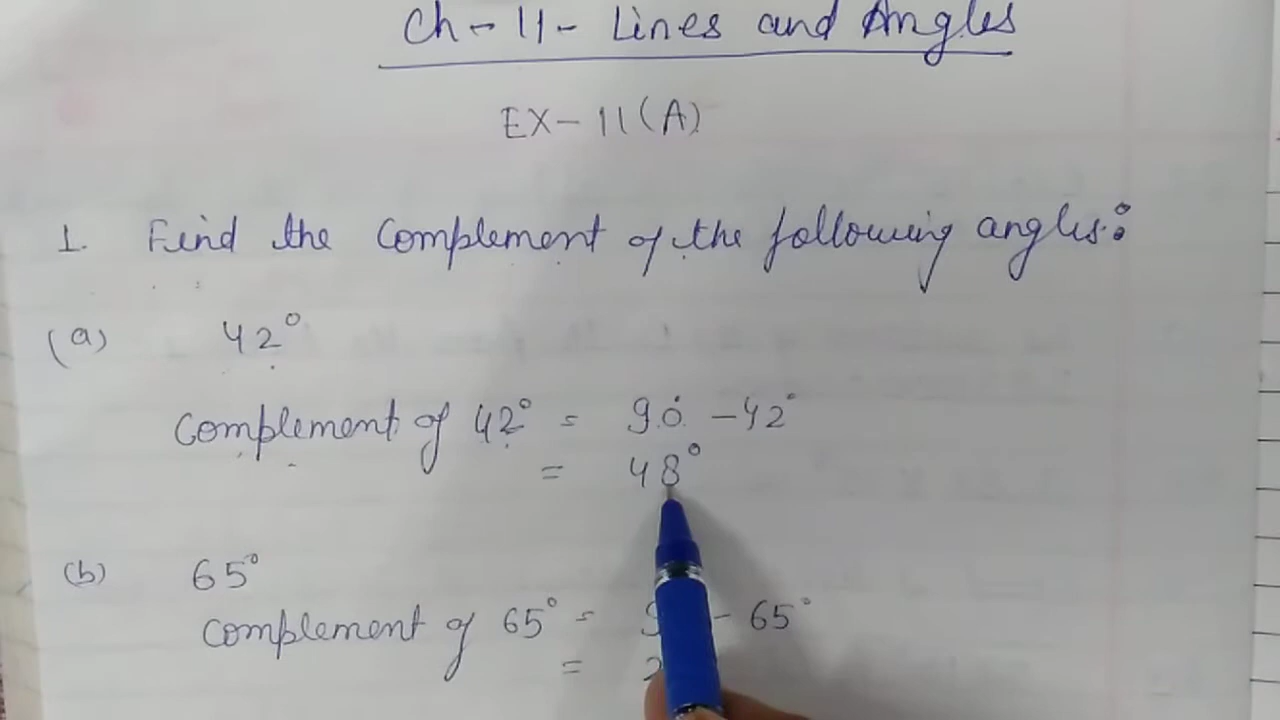 Ch - 11 - Lines and Angles
EX - 11 (A)
1. Find the Complement of the following angles:
(a) 42°
Complement of 42° = 90° - 42°
= 48°
(b) 65°
Complement of 65° = - 65°
=